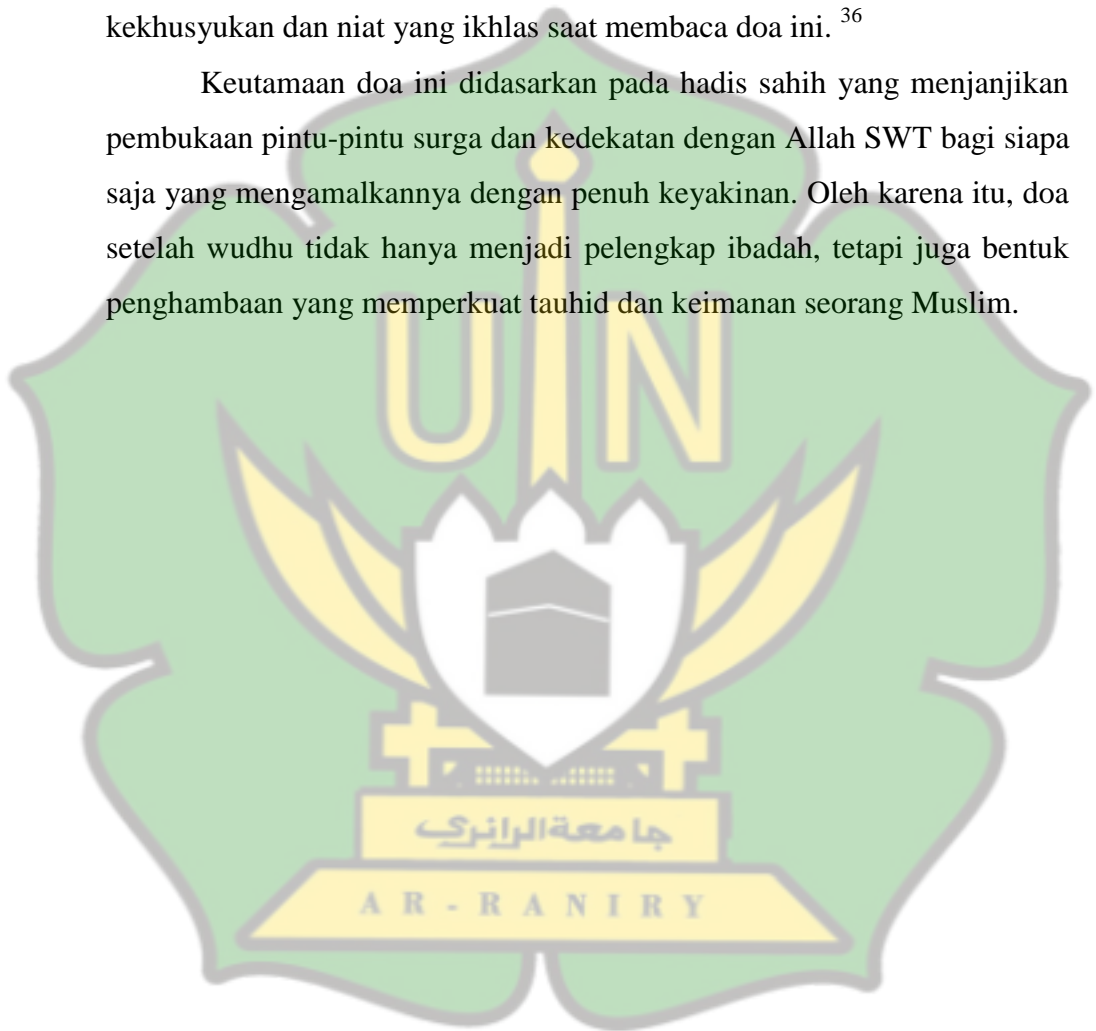 kekhusyukan dan niat yang ikhlas saat membaca doa ini. 36
Keutamaan doa ini didasarkan pada hadis sahih yang menjanjikan
pembukaan pintu-pintu surga dan kedekatan dengan Allah SWT bagi siapa
saja yang mengamalkannya dengan penuh keyakinan. Oleh karena itu, doa
setelah wudhu tidak hanya menjadi pelengkap ibadah, tetapi juga bentuk
penghambaan yang memperkuat tauhid dan keimanan seorang Muslim.
UIN
جامعة الرانري
AR-RANIRY